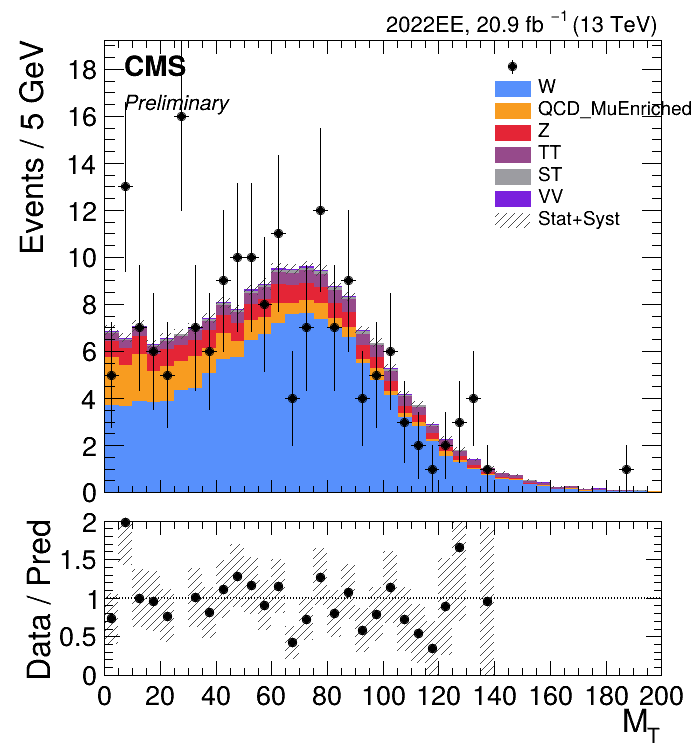 2022EE, 20.9 fb⁻¹ (13 TeV)
CMS
Preliminary
W
QCD_MuEnriched
Z
TT
ST
VV
Stat+Syst
Events / 5 GeV
18
16
14
12
10
8
6
4
2
0
Data / Pred
2
1.5
1
0.5
0
0 20 40 60 80 100 120 140 160 180 200
M_T